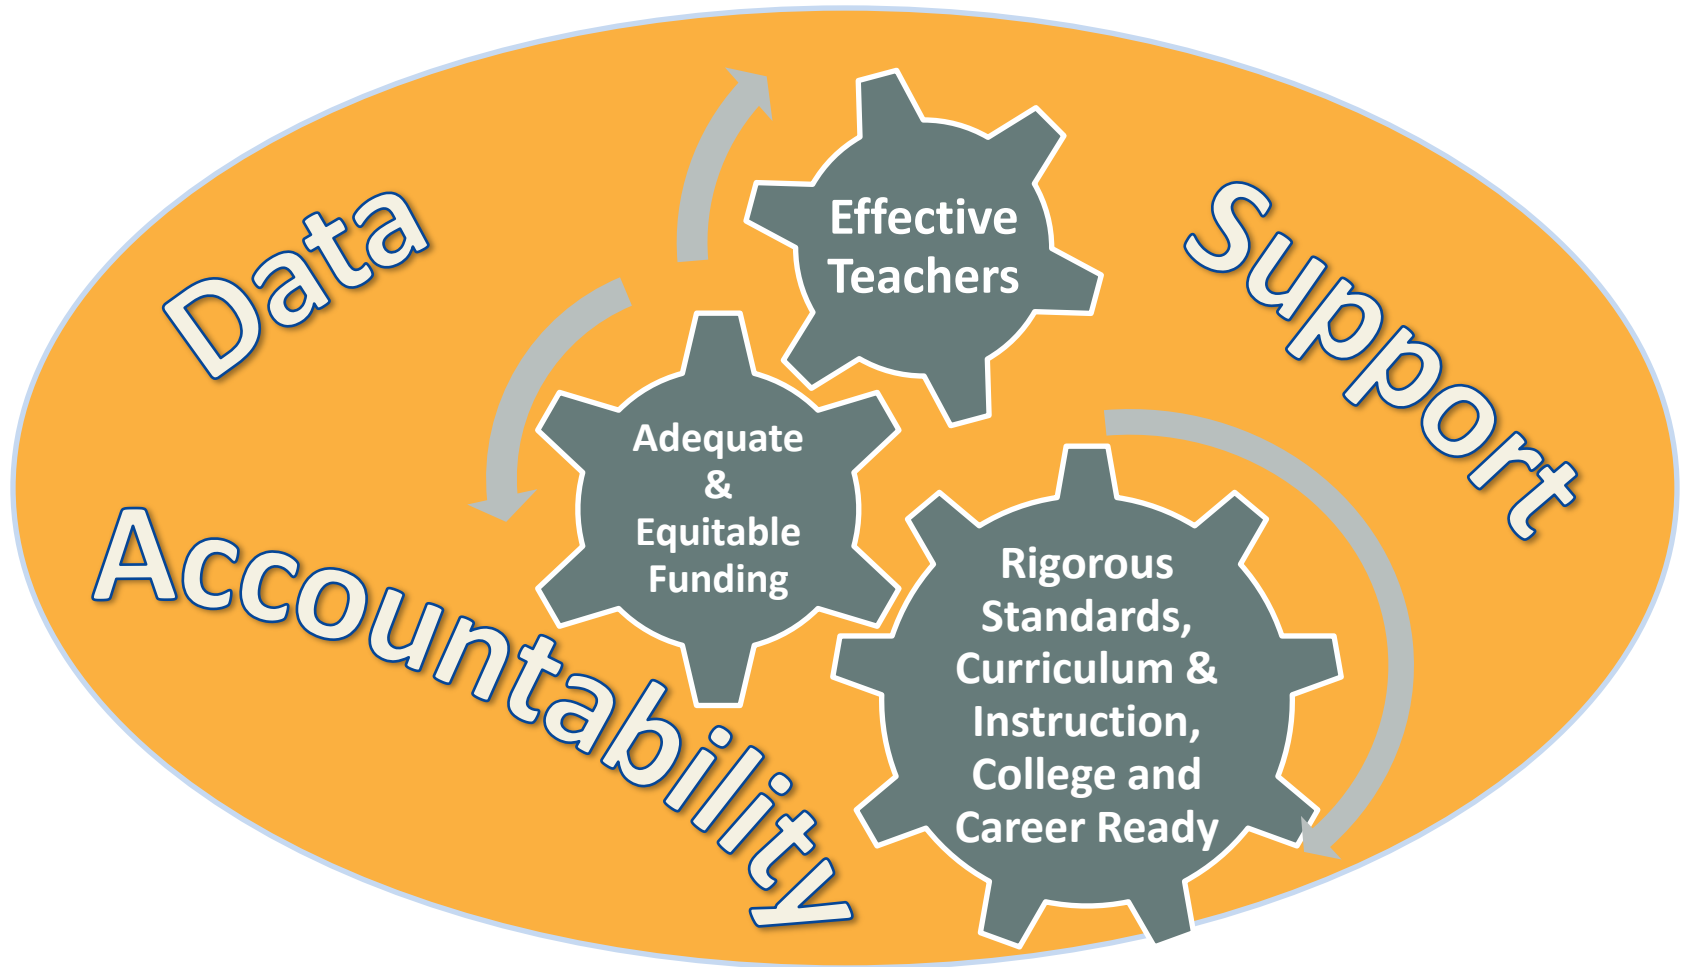 Data
Support
Accountability
Effective
Teachers
Adequate
&
Equitable
Funding
Rigorous
Standards,
Curriculum &
Instruction,
College and
Career Ready